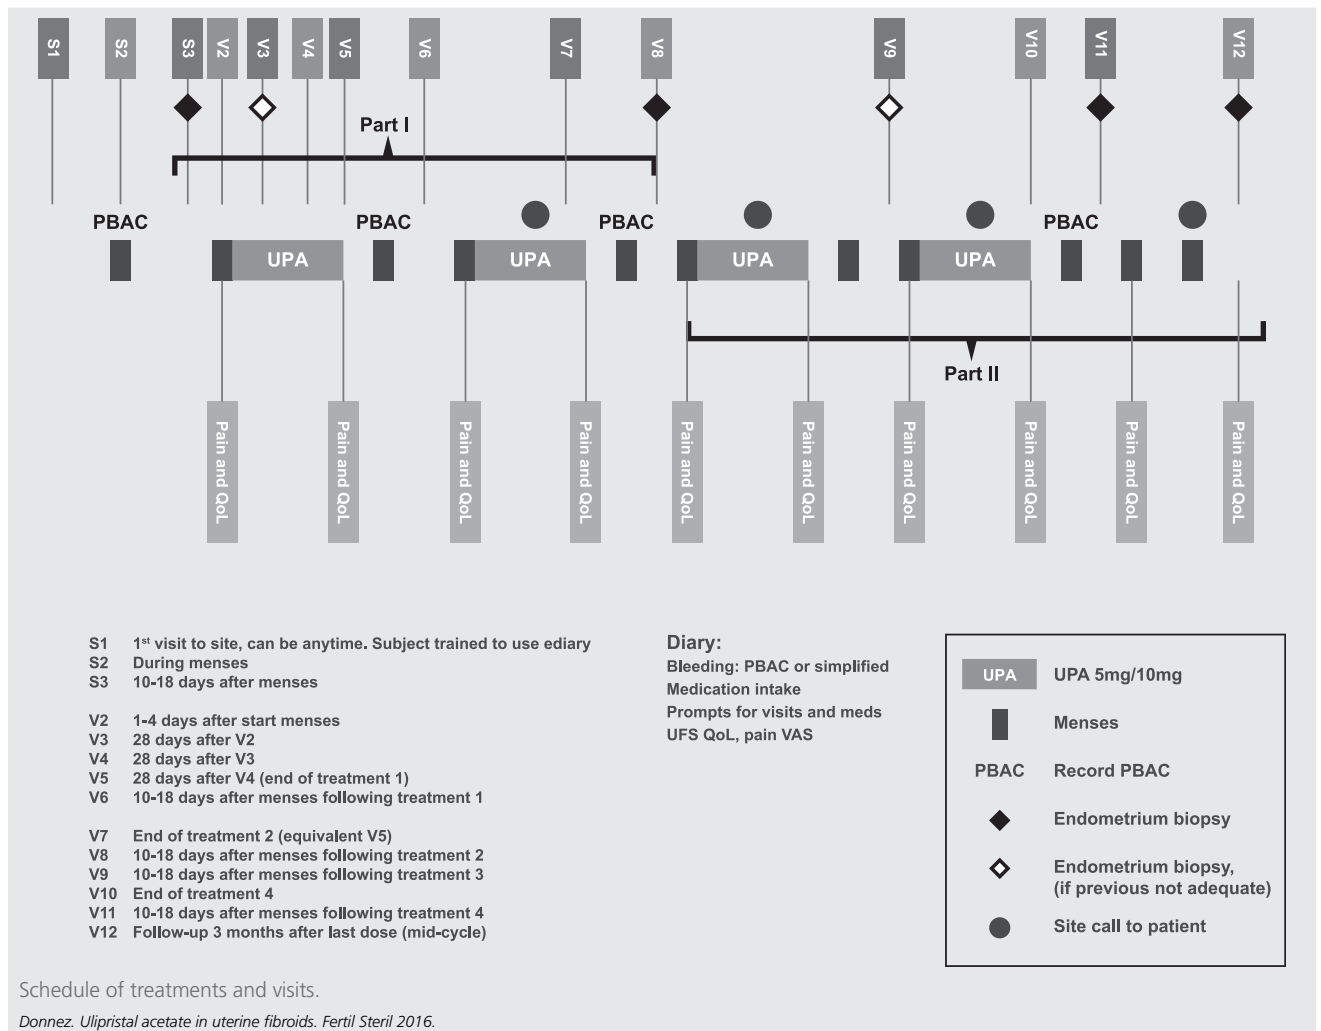 S1
S2
S3
V2
V3
V4
V5
V6
V7
V8
V9
V10
V11
V12
Part I
PBAC
PBAC
PBAC
PBAC
UPA
UPA
UPA
UPA
Part II
Pain and QoL
Pain and QoL
Pain and QoL
Pain and QoL
Pain and QoL
Pain and QoL
Pain and QoL
Pain and QoL
Pain and QoL
Pain and QoL
S1 1st visit to site, can be anytime. Subject trained to use ediary
S2 During menses
S3 10-18 days after menses
V2 1-4 days after start menses
V3 28 days after V2
V4 28 days after V3
V5 28 days after V4 (end of treatment 1)
V6 10-18 days after menses following treatment 1
V7 End of treatment 2 (equivalent V5)
V8 10-18 days after menses following treatment 2
V9 10-18 days after menses following treatment 3
V10 End of treatment 4
V11 10-18 days after menses following treatment 4
V12 Follow-up 3 months after last dose (mid-cycle)
Diary:
Bleeding: PBAC or simplified
Medication intake
Prompts for visits and meds
UFS QoL, pain VAS
UPA UPA 5mg/10mg
Menses
PBAC Record PBAC
Endometrium biopsy
Endometrium biopsy,
(if previous not adequate)
Site call to patient
Schedule of treatments and visits.
Donnez. Ulipristal acetate in uterine fibroids. Fertil Steril 2016.